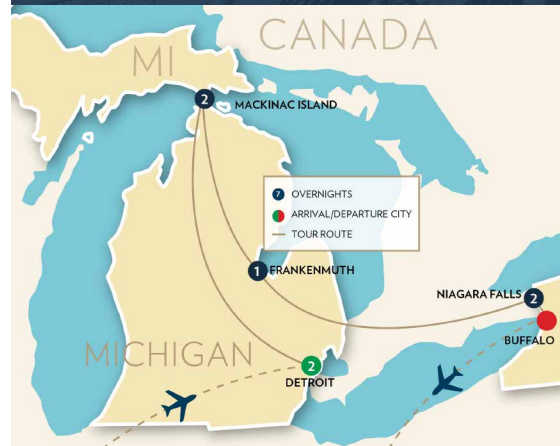 CANADA
MI
2
MACKINAC ISLAND
7 OVERNIGHTS
ARRIVAL/DEPARTURE CITY
TOUR ROUTE
1
FRANKENMUTH
2
NIAGARA FALLS
BUFFALO
MICHIGAN
2
DETROIT